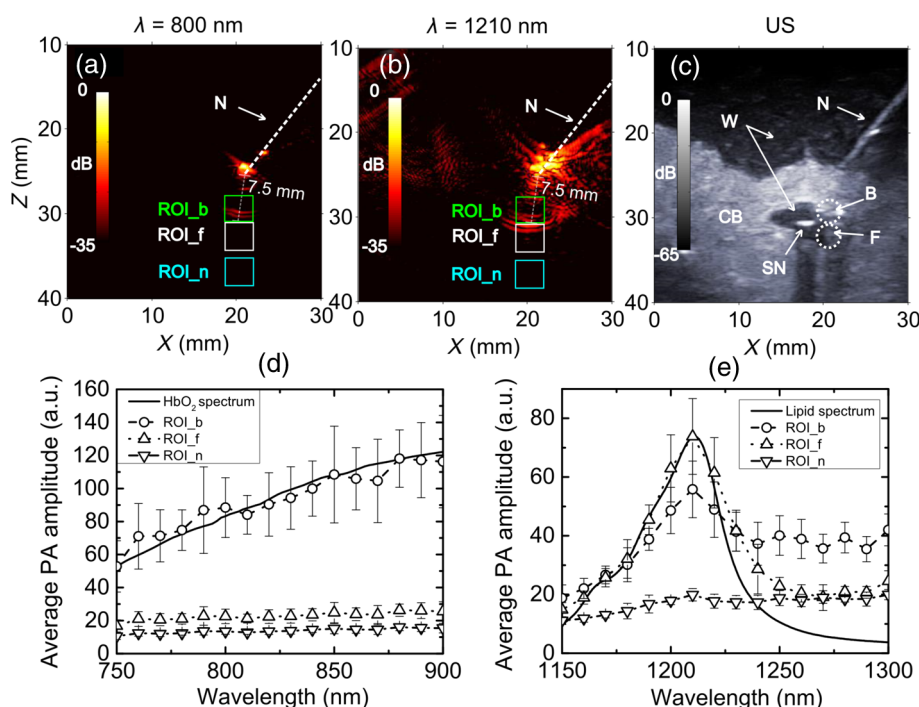 λ = 800 nm
λ = 1210 nm
US
(a)
(b)
(c)
10
20
30
40
Z (mm)
0
dB
-35
N
7.5 mm
ROI_b
ROI_f
ROI_n
0 10 20 30
X (mm)
10
20
30
40
0
dB
-35
N
7.5 mm
ROI_b
ROI_f
ROI_n
0 10 20 30
X (mm)
10
20
30
40
0
dB
-65
W
N
B
CB
F
SN
0 10 20 30
X (mm)
(d)
Average PA amplitude (a.u.)
160
140
120
100
80
60
40
20
0
HbO2 spectrum
ROI_b
ROI_f
ROI_n
750 800 850 900
Wavelength (nm)
(e)
Average PA amplitude (a.u.)
80
60
40
20
0
Lipid spectrum
ROI_b
ROI_f
ROI_n
1150 1200 1250 1300
Wavelength (nm)